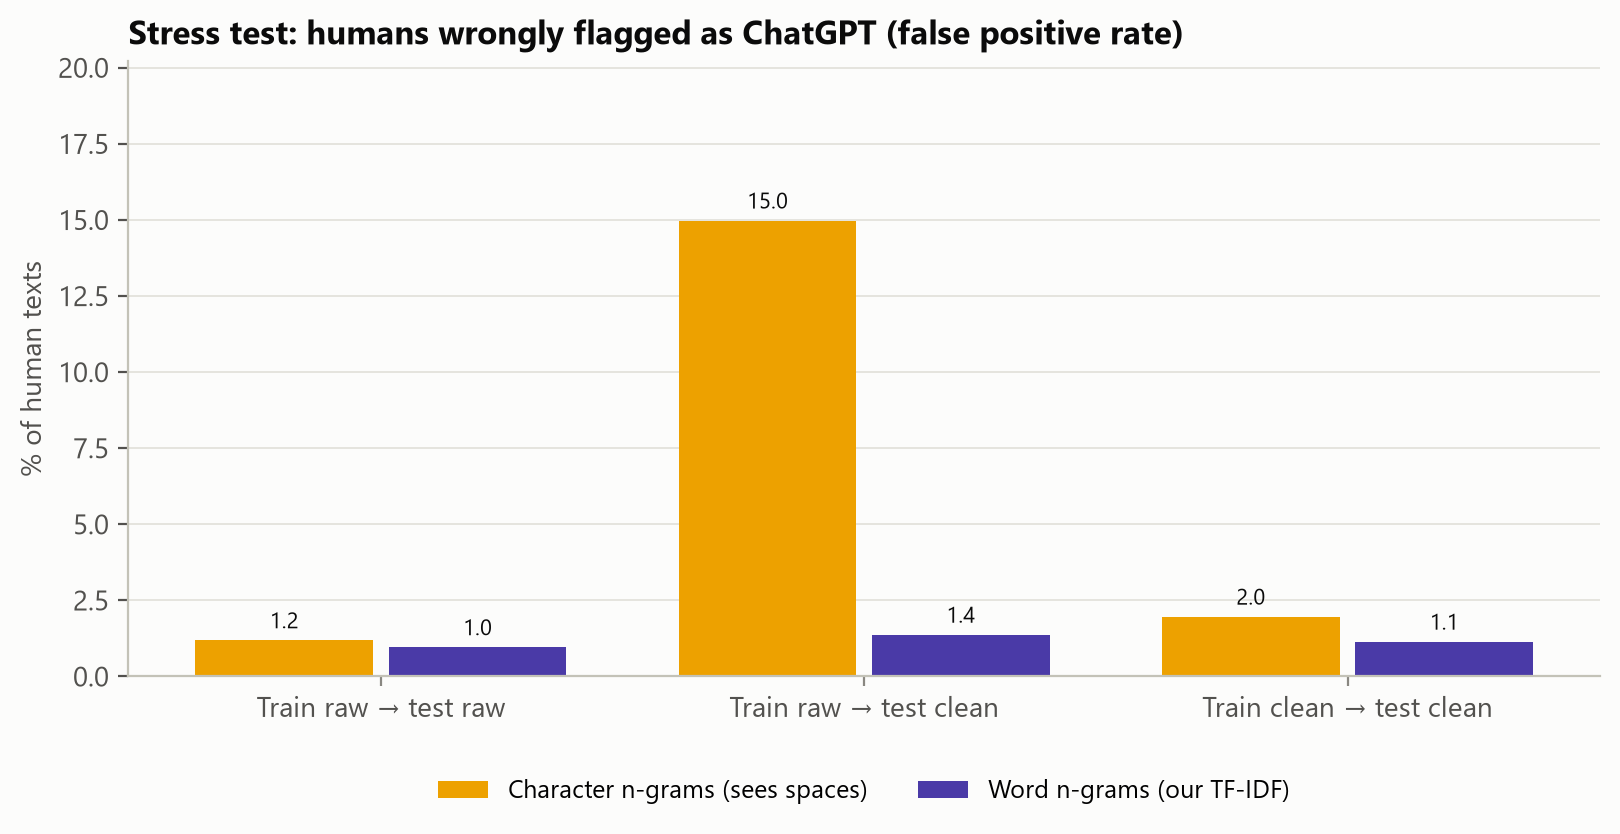 Stress test: humans wrongly flagged as ChatGPT (false positive rate)
% of human texts
20.0
17.5
15.0
12.5
10.0
7.5
5.0
2.5
0.0
1.2
1.0
15.0
1.4
2.0
1.1
Train raw → test raw
Train raw → test clean
Train clean → test clean
Character n-grams (sees spaces)
Word n-grams (our TF-IDF)